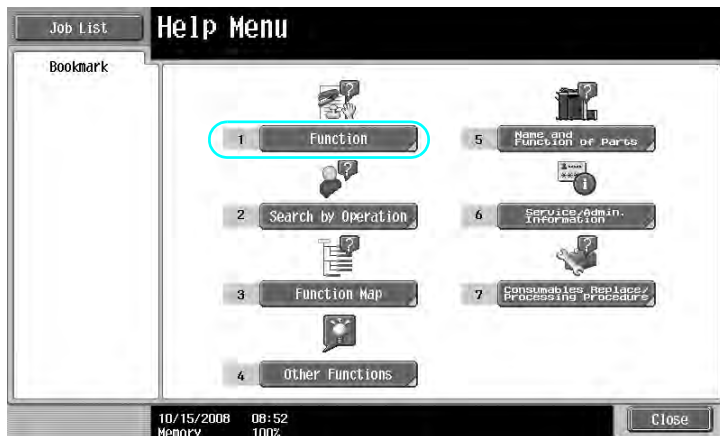 Job List
Help Menu
Bookmark
1 Function
2 Search by Operation
3 Function Map
4 Other Functions
5 Name and
Function of Parts
6 Service/Admin.
Information
7 Consumables Replace/
Processing Procedure
10/15/2008 08:52
Memory 100%
Close